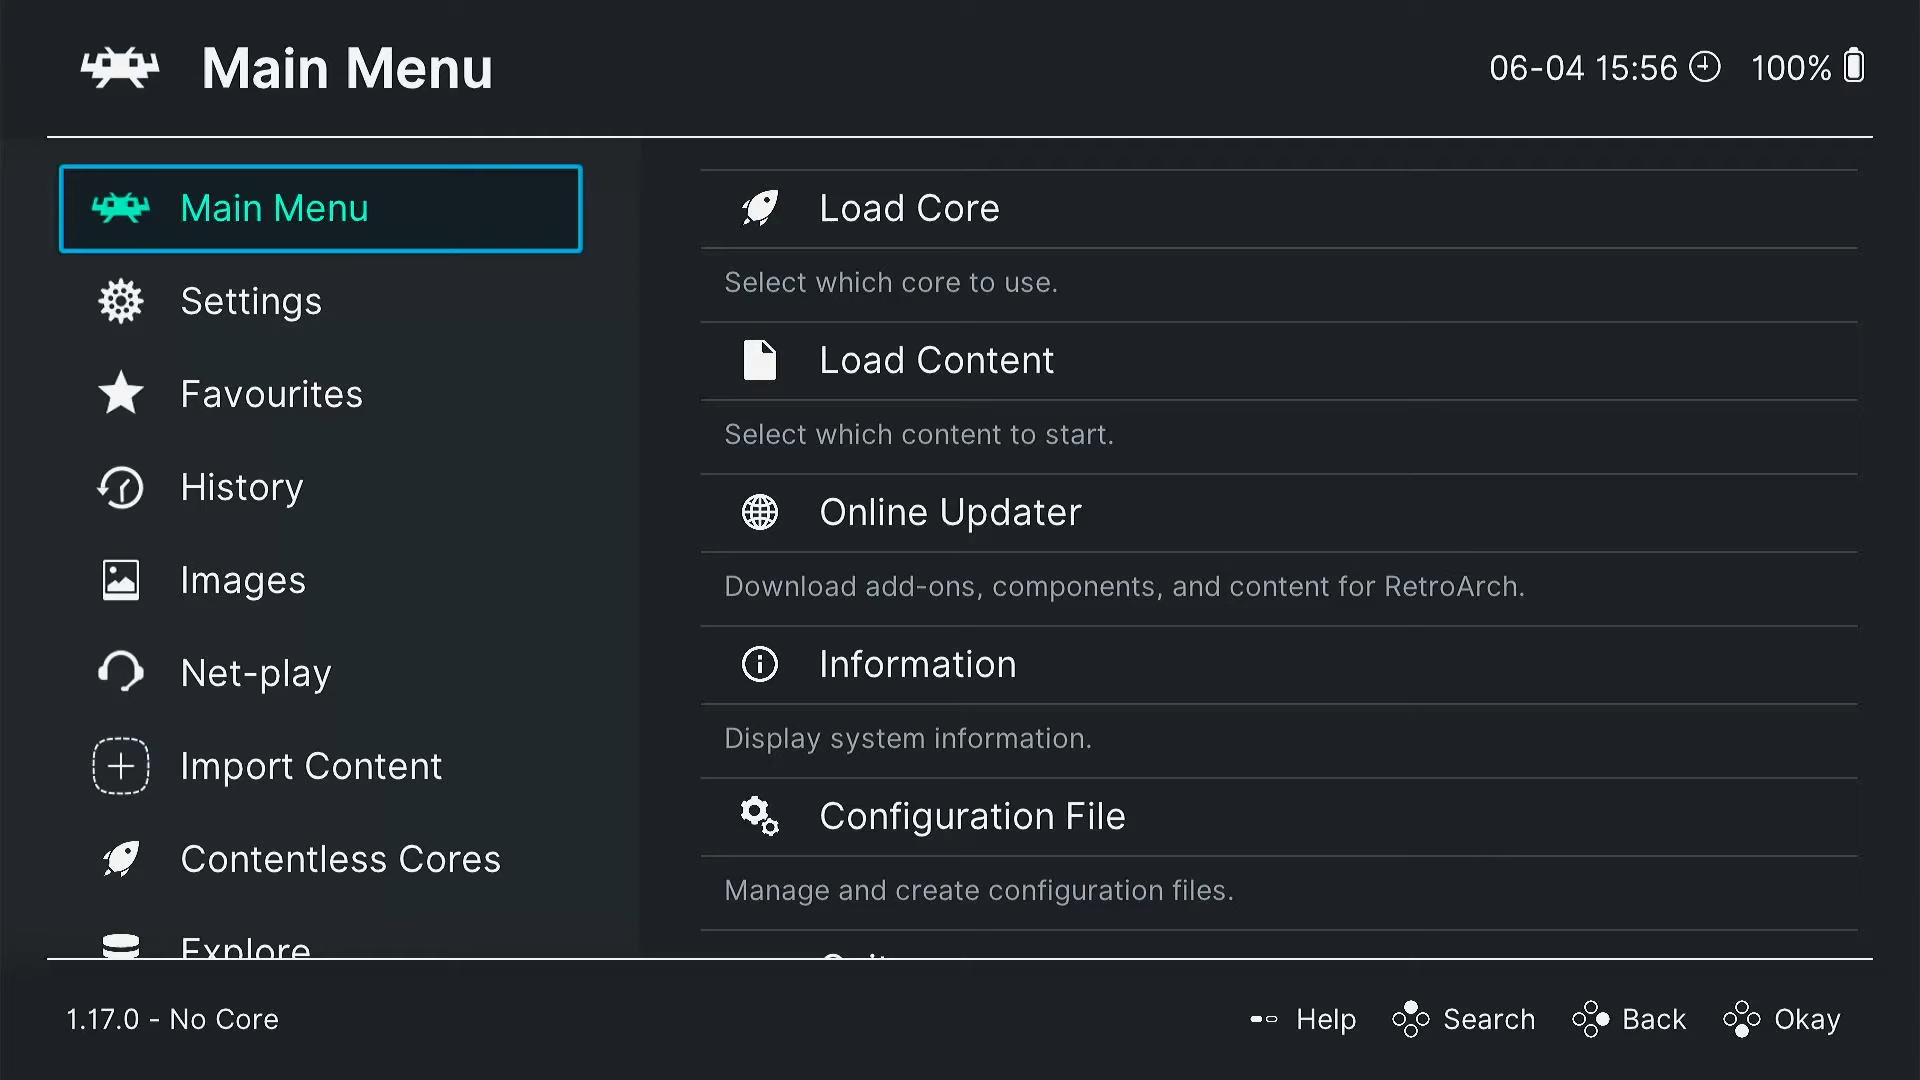 Main Menu
06-04 15:56
100%
Main Menu
Settings
Favourites
History
Images
Net-play
Import Content
Contentless Cores
Explore
Load Core
Select which core to use.
Load Content
Select which content to start.
Online Updater
Download add-ons, components, and content for RetroArch.
Information
Display system information.
Configuration File
Manage and create configuration files.
1.17.0 - No Core
Help
Search
Back
Okay